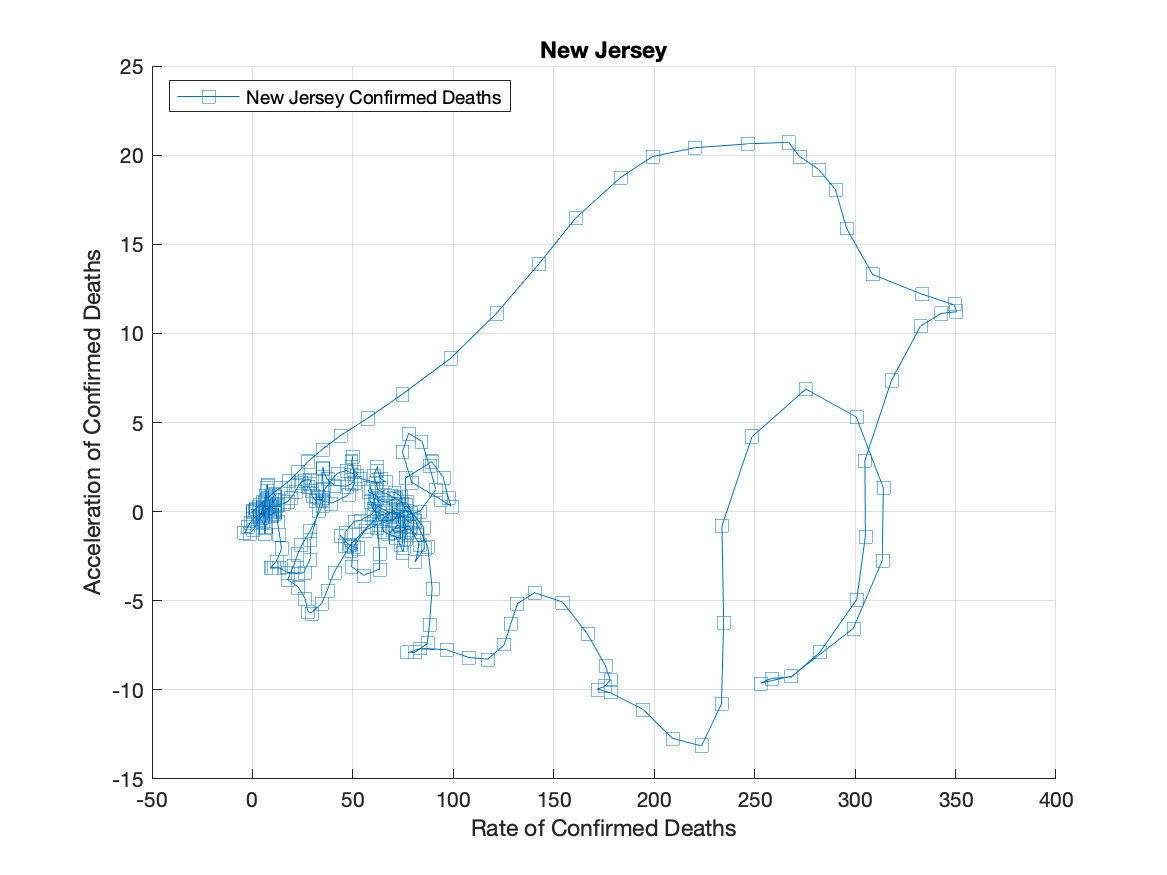 New Jersey
New Jersey Confirmed Deaths
25
20
15
10
5
0
-5
-10
-15
Acceleration of Confirmed Deaths
-50 0 50 100 150 200 250 300 350 400
Rate of Confirmed Deaths